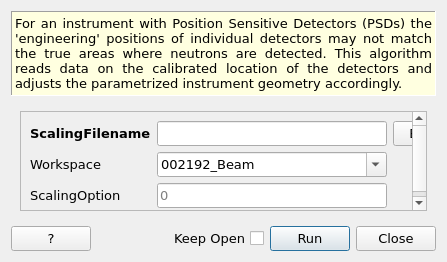 For an instrument with Position Sensitive Detectors (PSDs) the
'engineering' positions of individual detectors may not match
the true areas where neutrons are detected. This algorithm
reads data on the calibrated location of the detectors and
adjusts the parametrized instrument geometry accordingly.
ScalingFilename
Workspace 002192_Beam
ScalingOption 0
? Keep Open Run Close